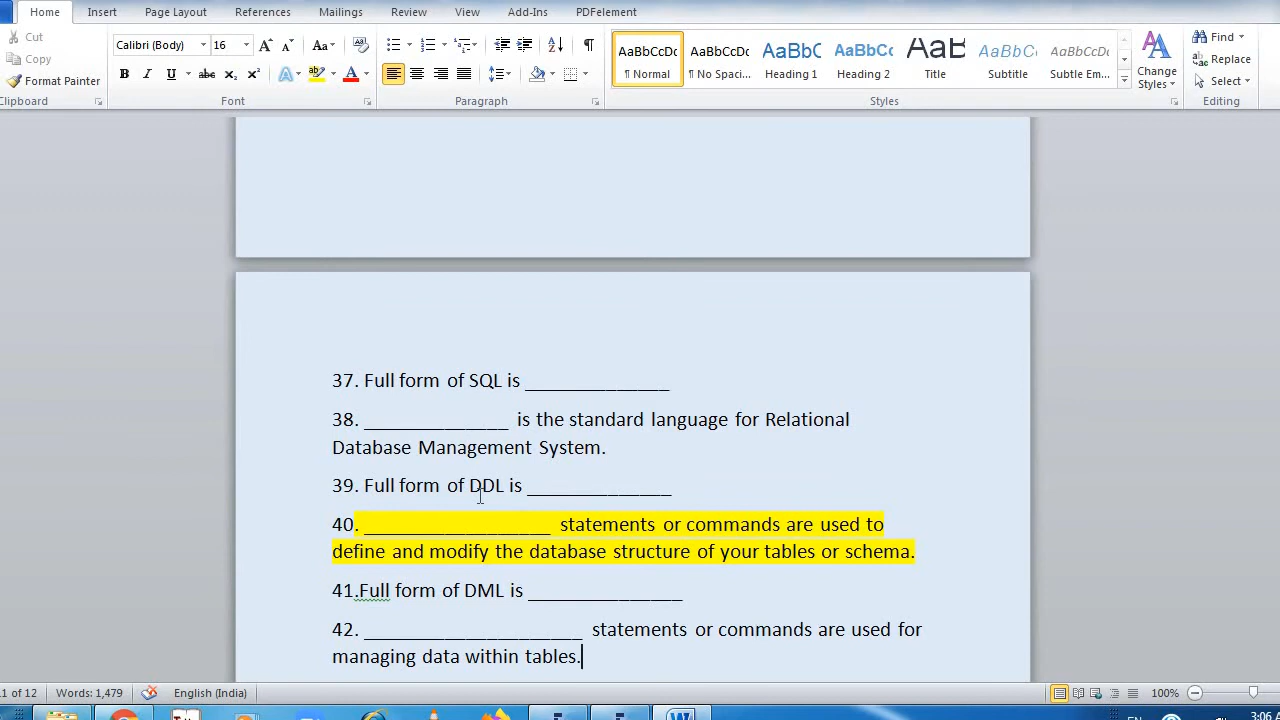 Home Insert Page Layout References Mailings Review View Add-Ins PDFelement
Cut
Copy
Format Painter
Clipboard
Calibri (Body) 16
Font
Paragraph
AaBbCcDc AaBbCcDc AaBbC AaBbCc AaB AaBbCc AaBbCcDc
¶ Normal ¶ No Spaci... Heading 1 Heading 2 Title Subtitle Subtle Em...
Styles
Change Styles
Find
Replace
Select
Editing
37. Full form of SQL is ______________
38. ______________ is the standard language for Relational
Database Management System.
39. Full form of DDL is ______________
40. __________________ statements or commands are used to
define and modify the database structure of your tables or schema.
41.Full form of DML is _______________
42. _____________________ statements or commands are used for
managing data within tables.
1 of 12 Words: 1,479 English (India) 100%
EN 3:06